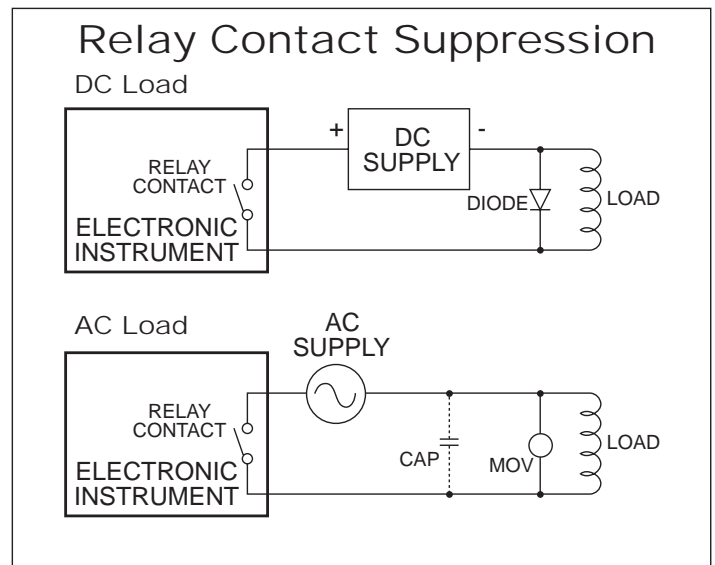 Relay Contact Suppression
DC Load
+
DC
SUPPLY
-
RELAY
CONTACT
ELECTRONIC
INSTRUMENT
DIODE
LOAD
AC Load
AC
SUPPLY
RELAY
CONTACT
ELECTRONIC
INSTRUMENT
CAP
MOV
LOAD